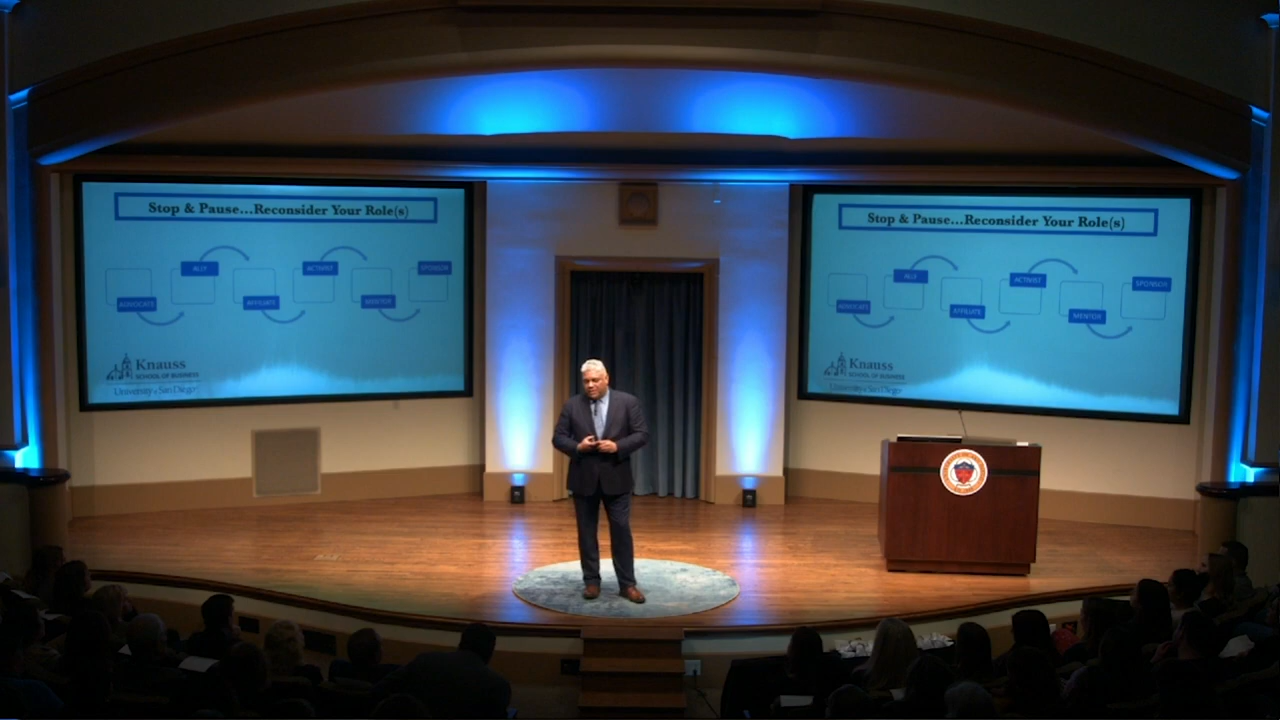 Stop & Pause...Reconsider Your Role(s)
ALLY
ACTIVIST
SPONSOR
ADVOCATE
AFFILIATE
MENTOR
Knauss
SCHOOL OF BUSINESS
University of San Diego
Stop & Pause...Reconsider Your Role(s)
ALLY
ACTIVIST
SPONSOR
ADVOCATE
AFFILIATE
MENTOR
Knauss
SCHOOL OF BUSINESS
University of San Diego